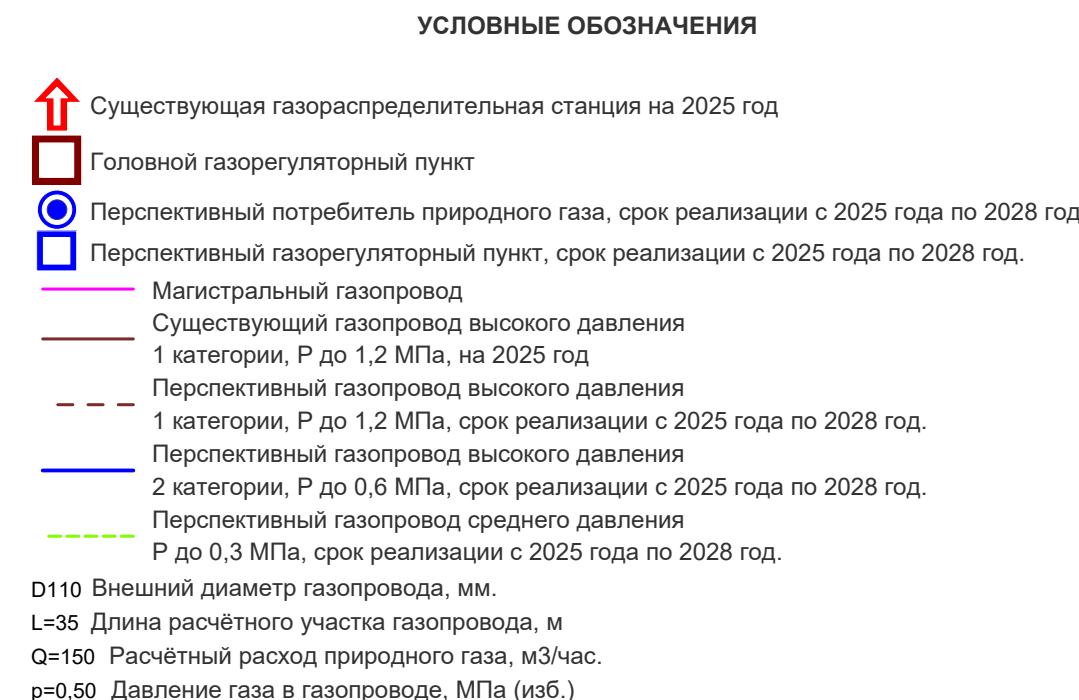 УСЛОВНЫЕ ОБОЗНАЧЕНИЯ
Существующая газораспределительная станция на 2025 год
Головной газорегуляторный пункт
Перспективный потребитель природного газа, срок реализации с 2025 года по 2028 год
Перспективный газорегуляторный пункт, срок реализации с 2025 года по 2028 год.
Магистральный газопровод
Существующий газопровод высокого давления
1 категории, Р до 1,2 МПа, на 2025 год
Перспективный газопровод высокого давления
1 категории, Р до 1,2 МПа, срок реализации с 2025 года по 2028 год.
Перспективный газопровод высокого давления
2 категории, Р до 0,6 МПа, срок реализации с 2025 года по 2028 год.
Перспективный газопровод среднего давления
Р до 0,3 МПа, срок реализации с 2025 года по 2028 год.
D110 Внешний диаметр газопровода, мм.
L=35 Длина расчётного участка газопровода, м
Q=150 Расчётный расход природного газа, м3/час.
p=0,50 Давление газа в газопроводе, МПа (изб.)